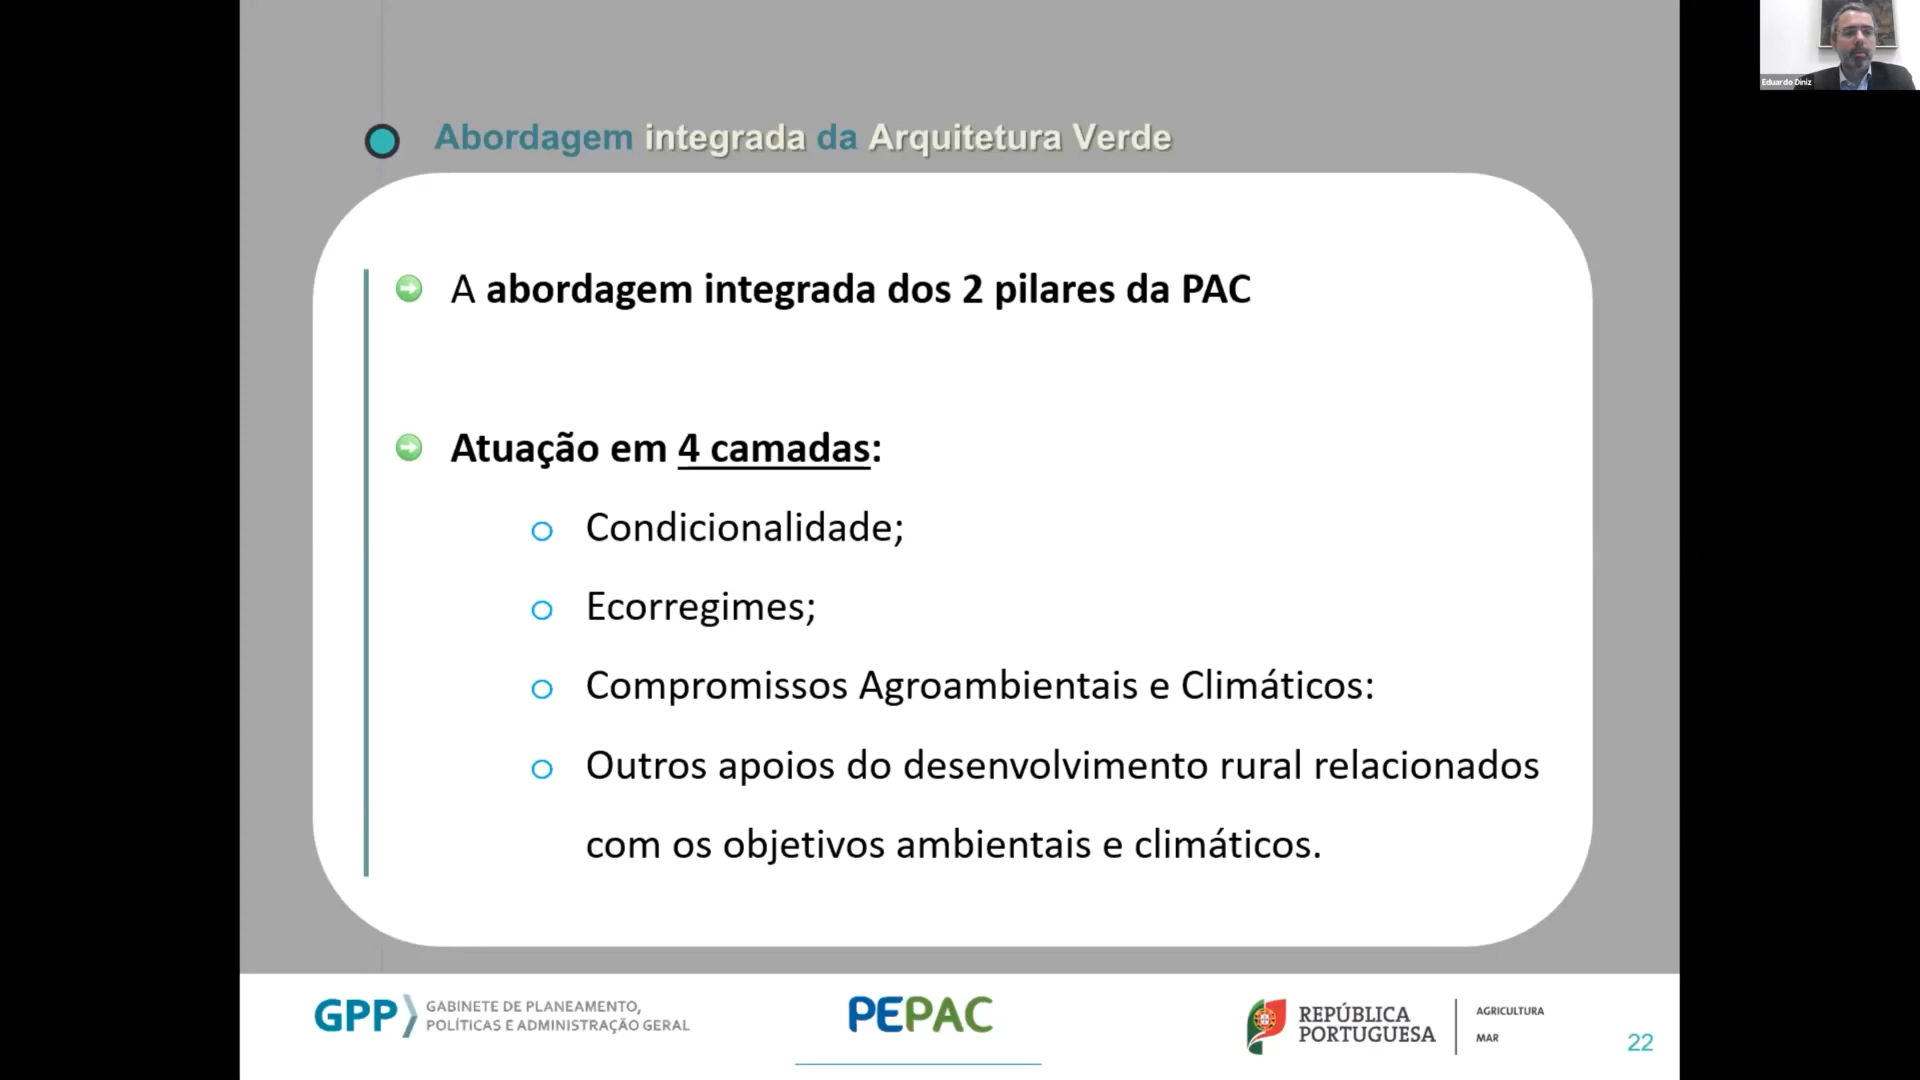 Eduardo Diniz
Abordagem integrada da Arquitetura Verde
A abordagem integrada dos 2 pilares da PAC
Atuação em 4 camadas:
Condicionalidade;
Ecorregimes;
Compromissos Agroambientais e Climáticos:
Outros apoios do desenvolvimento rural relacionados
com os objetivos ambientais e climáticos.
GPP
GABINETE DE PLANEAMENTO,
POLÍTICAS E ADMINISTRAÇÃO GERAL
PEPAC
REPÚBLICA
PORTUGUESA
AGRICULTURA
MAR
22